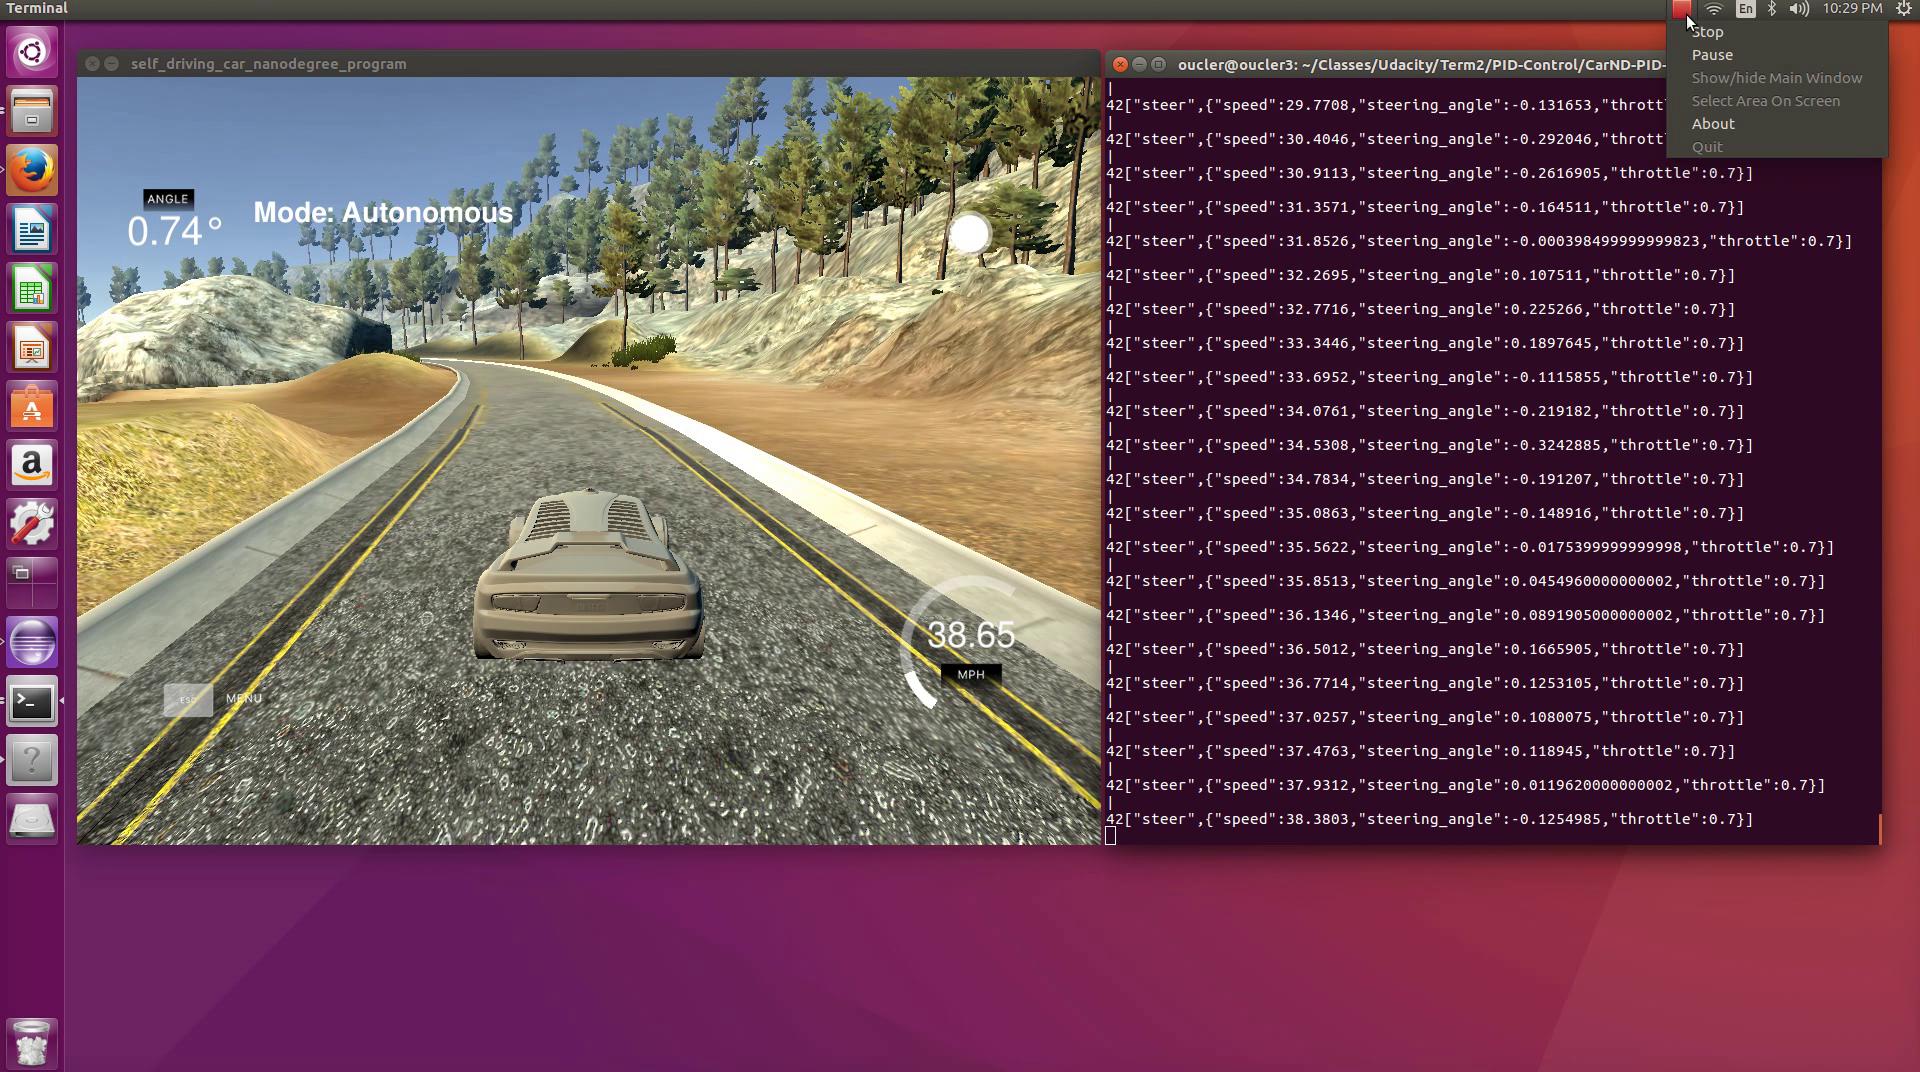 Terminal
En
10:29 PM
Stop
Pause
Show/hide Main Window
Select Area On Screen
About
Quit
self_driving_car_nanodegree_program
ANGLE
0.74°
Mode: Autonomous
38.65
MPH
ESC
MENU
oucler@oucler3: ~/Classes/Udacity/Term2/PID-Control/CarND-PID-
|
42["steer",{"speed":29.7708,"steering_angle":-0.131653,"thrott
|
42["steer",{"speed":30.4046,"steering_angle":-0.292046,"thrott
|
42["steer",{"speed":30.9113,"steering_angle":-0.2616905,"throttle":0.7}]
|
42["steer",{"speed":31.3571,"steering_angle":-0.164511,"throttle":0.7}]
|
42["steer",{"speed":31.8526,"steering_angle":-0.000398499999999823,"throttle":0.7}]
|
42["steer",{"speed":32.2695,"steering_angle":0.107511,"throttle":0.7}]
|
42["steer",{"speed":32.7716,"steering_angle":0.225266,"throttle":0.7}]
|
42["steer",{"speed":33.3446,"steering_angle":0.1897645,"throttle":0.7}]
|
42["steer",{"speed":33.6952,"steering_angle":-0.1115855,"throttle":0.7}]
|
42["steer",{"speed":34.0761,"steering_angle":-0.219182,"throttle":0.7}]
|
42["steer",{"speed":34.5308,"steering_angle":-0.3242885,"throttle":0.7}]
|
42["steer",{"speed":34.7834,"steering_angle":-0.191207,"throttle":0.7}]
|
42["steer",{"speed":35.0863,"steering_angle":-0.148916,"throttle":0.7}]
|
42["steer",{"speed":35.5622,"steering_angle":-0.0175399999999998,"throttle":0.7}]
|
42["steer",{"speed":35.8513,"steering_angle":0.0454960000000002,"throttle":0.7}]
|
42["steer",{"speed":36.1346,"steering_angle":0.0891905000000002,"throttle":0.7}]
|
42["steer",{"speed":36.5012,"steering_angle":0.1665905,"throttle":0.7}]
|
42["steer",{"speed":36.7714,"steering_angle":0.1253105,"throttle":0.7}]
|
42["steer",{"speed":37.0257,"steering_angle":0.1080075,"throttle":0.7}]
|
42["steer",{"speed":37.4763,"steering_angle":0.118945,"throttle":0.7}]
|
42["steer",{"speed":37.9312,"steering_angle":0.0119620000000002,"throttle":0.7}]
|
42["steer",{"speed":38.3803,"steering_angle":-0.1254985,"throttle":0.7}]